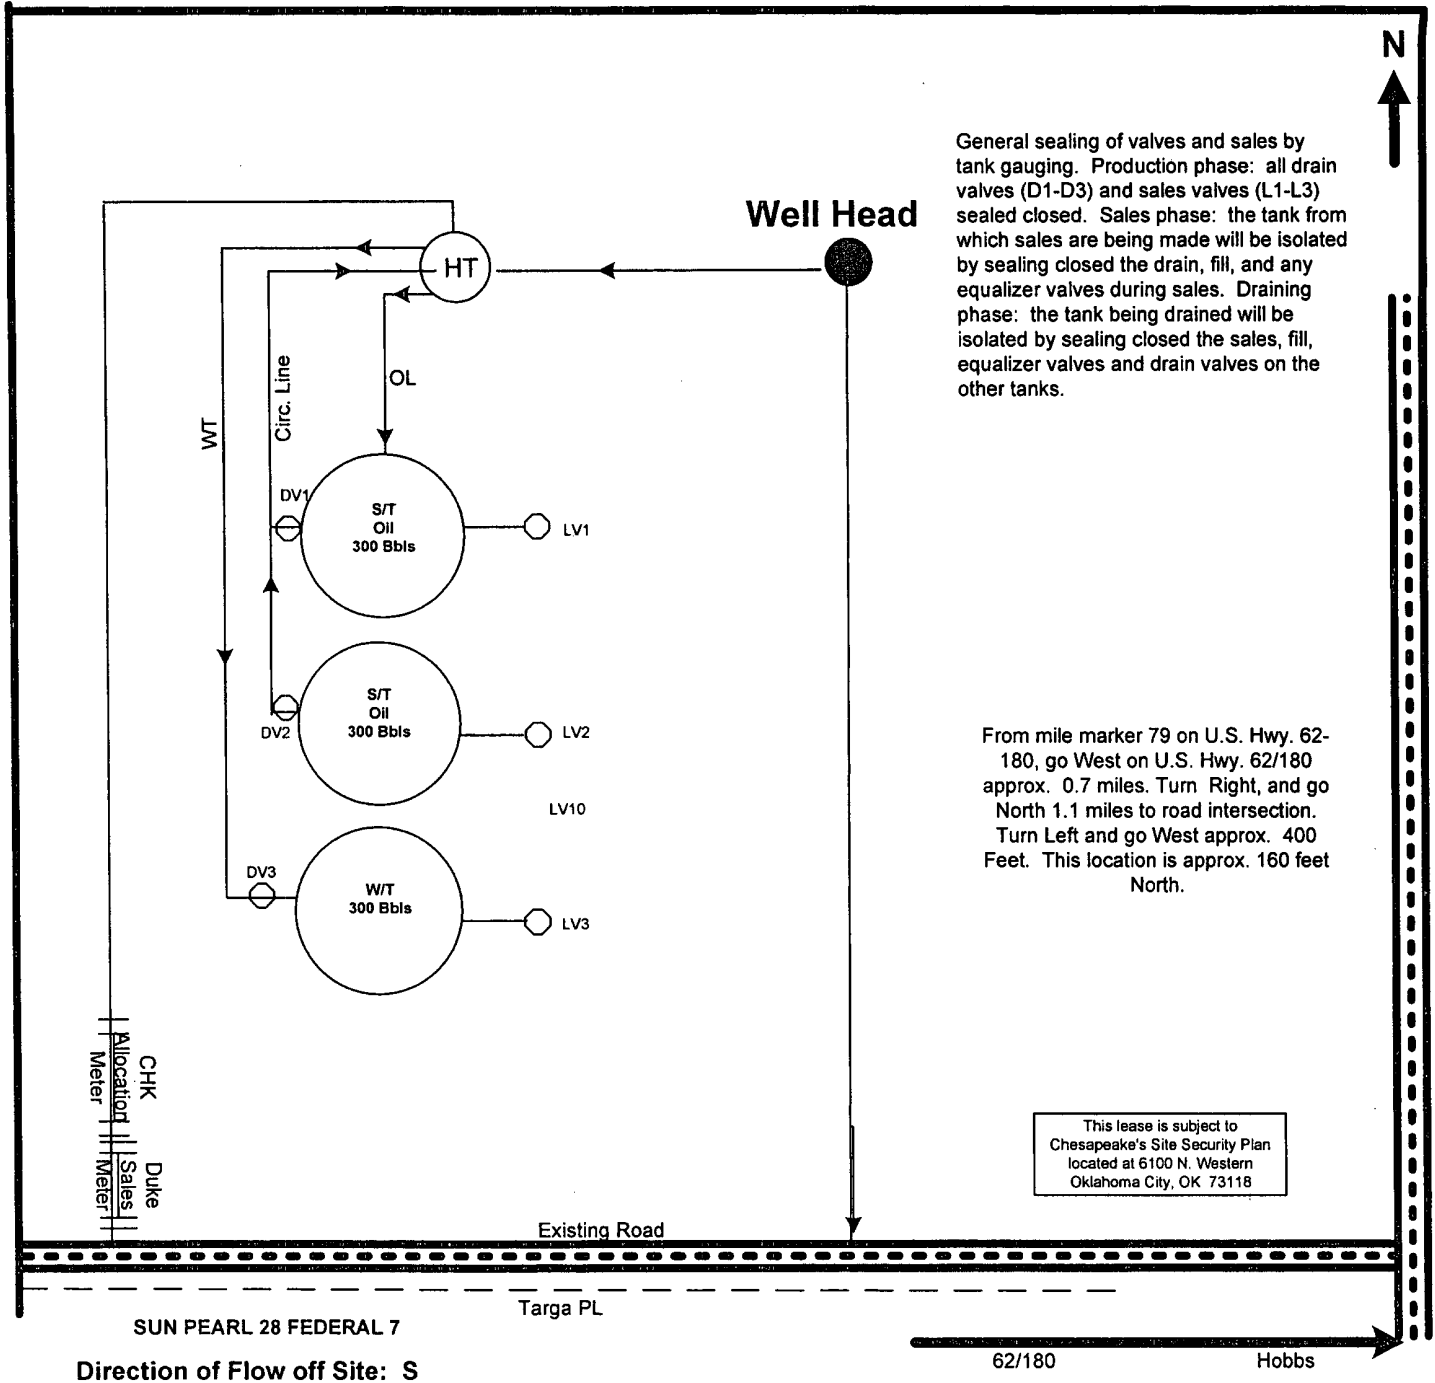 N
General sealing of valves and sales by
tank gauging. Production phase: all drain
valves (D1-D3) and sales valves (L1-L3)
sealed closed. Sales phase: the tank from
which sales are being made will be isolated
by sealing closed the drain, fill, and any
equalizer valves during sales. Draining
phase: the tank being drained will be
isolated by sealing closed the sales, fill,
equalizer valves and drain valves on the
other tanks.
Well Head
HT
OL
Circ. Line
WT
DV1
S/T
Oil
300 Bbls
LV1
S/T
Oil
300 Bbls
DV2
LV2
LV10
DV3
W/T
300 Bbls
LV3
From mile marker 79 on U.S. Hwy. 62-
180, go West on U.S. Hwy. 62/180
approx. 0.7 miles. Turn Right, and go
North 1.1 miles to road intersection.
Turn Left and go West approx. 400
Feet. This location is approx. 160 feet
North.
CHK
Allocation
Meter
Duke
Sales
Meter
This lease is subject to
Chesapeake's Site Security Plan
located at 6100 N. Western
Oklahoma City, OK 73118
Existing Road
Targa PL
SUN PEARL 28 FEDERAL 7
Direction of Flow off Site: S
62/180
Hobbs